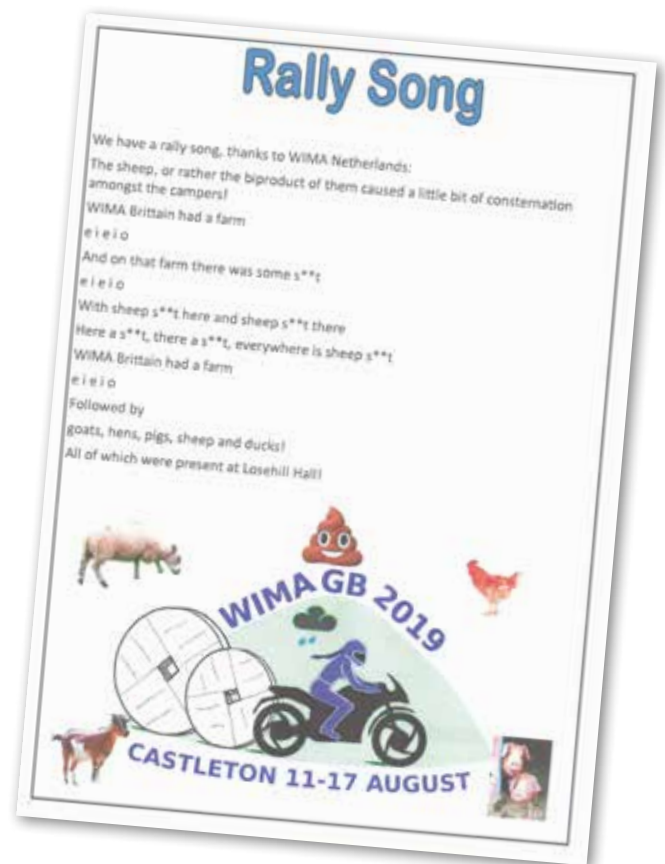 Rally Song
We have a rally song, thanks to WIMA Netherlands:
The sheep, or rather the biproduct of them caused a little bit of consternation
amongst the campers!
WIMA Brittain had a farm
e i e i o
And on that farm there was some s**t
e i e i o
With sheep s**t here and sheep s**t there
Here a s**t, there a s**t, everywhere is sheep s**t
WIMA Brittain had a farm
e i e i o
Followed by
goats, hens, pigs, sheep and ducks!
All of which were present at Losehill Hall!
WIMA GB 2019
CASTLETON 11-17 AUGUST